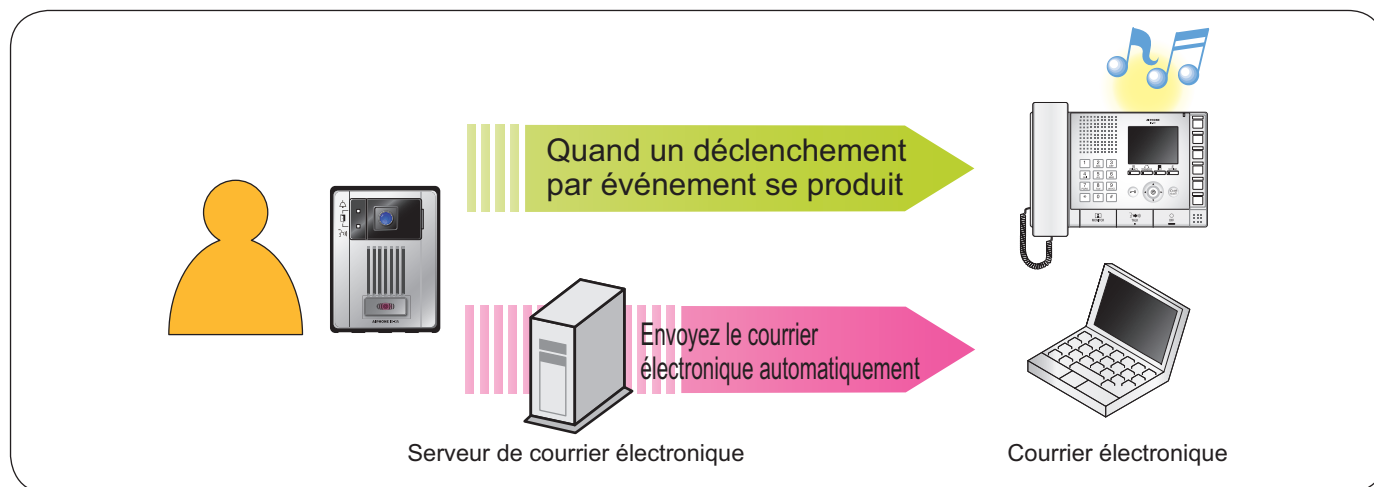 Quand un déclenchement
par événement se produit
Envoyez le courrier
électronique automatiquement
Serveur de courrier électronique
Courrier électronique